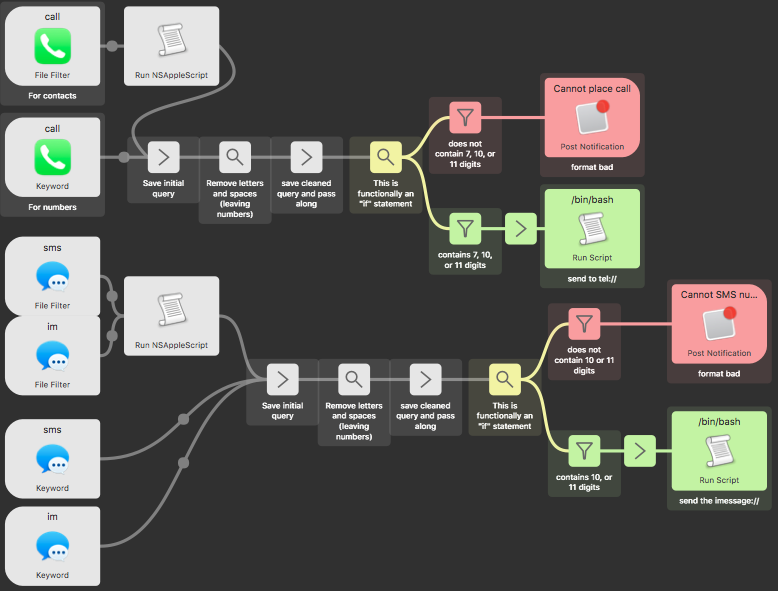 call
File Filter
For contacts
Run NSAppleScript
call
Keyword
For numbers
Save initial
query
Remove letters
and spaces
(leaving
numbers)
save cleaned
query and pass
along
This is
functionally an
"if" statement
does not
contain 7, 10, or
11 digits
Cannot place call
Post Notification
format bad
contains 7, 10,
or 11 digits
/bin/bash
Run Script
send to tel://
sms
File Filter
im
File Filter
Run NSAppleScript
sms
Keyword
im
Keyword
Save initial
query
Remove letters
and spaces
(leaving
numbers)
save cleaned
query and pass
along
This is
functionally an
"if" statement
does not
contain 10 or 11
digits
Cannot SMS nu...
Post Notification
format bad
contains 10, or
11 digits
/bin/bash
Run Script
send the imessage://